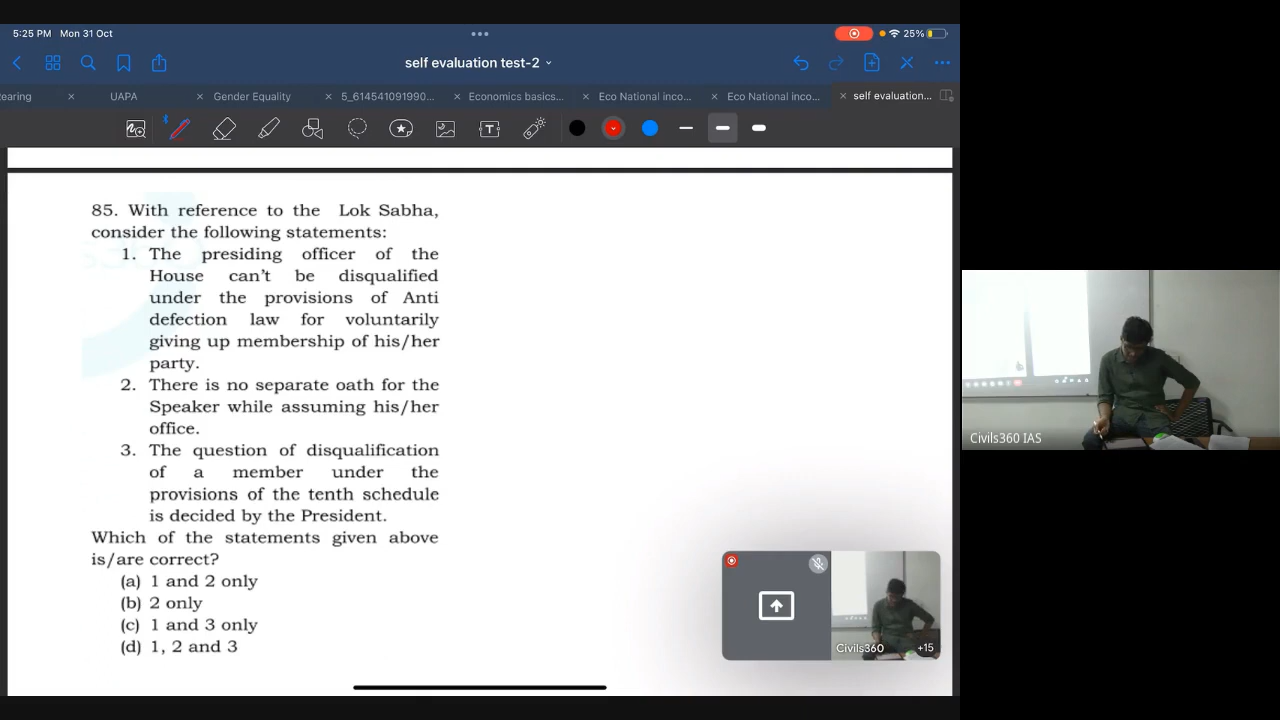 5:25 PM Mon 31 Oct
25%
self evaluation test-2
earing
UAPA
Gender Equality
5_614541091990...
Economics basics...
Eco National inco...
Eco National inco...
self evaluation...
85. With reference to the Lok Sabha,
consider the following statements:
1. The presiding officer of the
House can't be disqualified
under the provisions of Anti
defection law for voluntarily
giving up membership of his/her
party.
2. There is no separate oath for the
Speaker while assuming his/her
office.
3. The question of disqualification
of a member under the
provisions of the tenth schedule
is decided by the President.
Which of the statements given above
is/are correct?
(a) 1 and 2 only
(b) 2 only
(c) 1 and 3 only
(d) 1, 2 and 3
Civils360
+15
Civils360 IAS